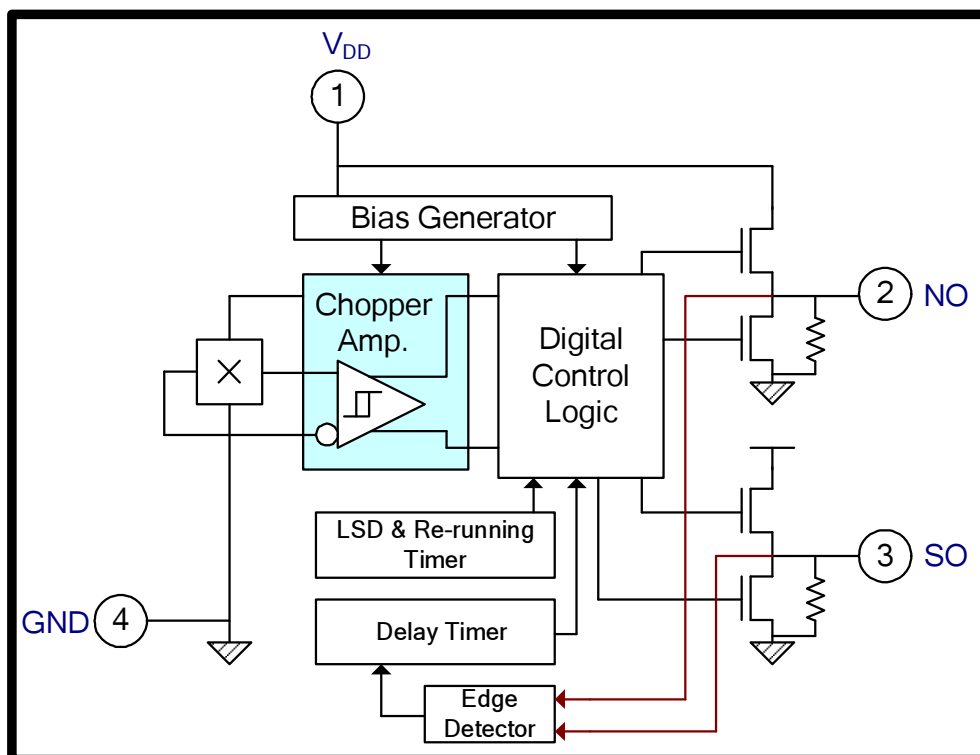 VDD
1
Bias Generator
Chopper
Amp.
Digital
Control
Logic
2 NO
LSD & Re-running
Timer
3 SO
GND 4
Delay Timer
Edge
Detector